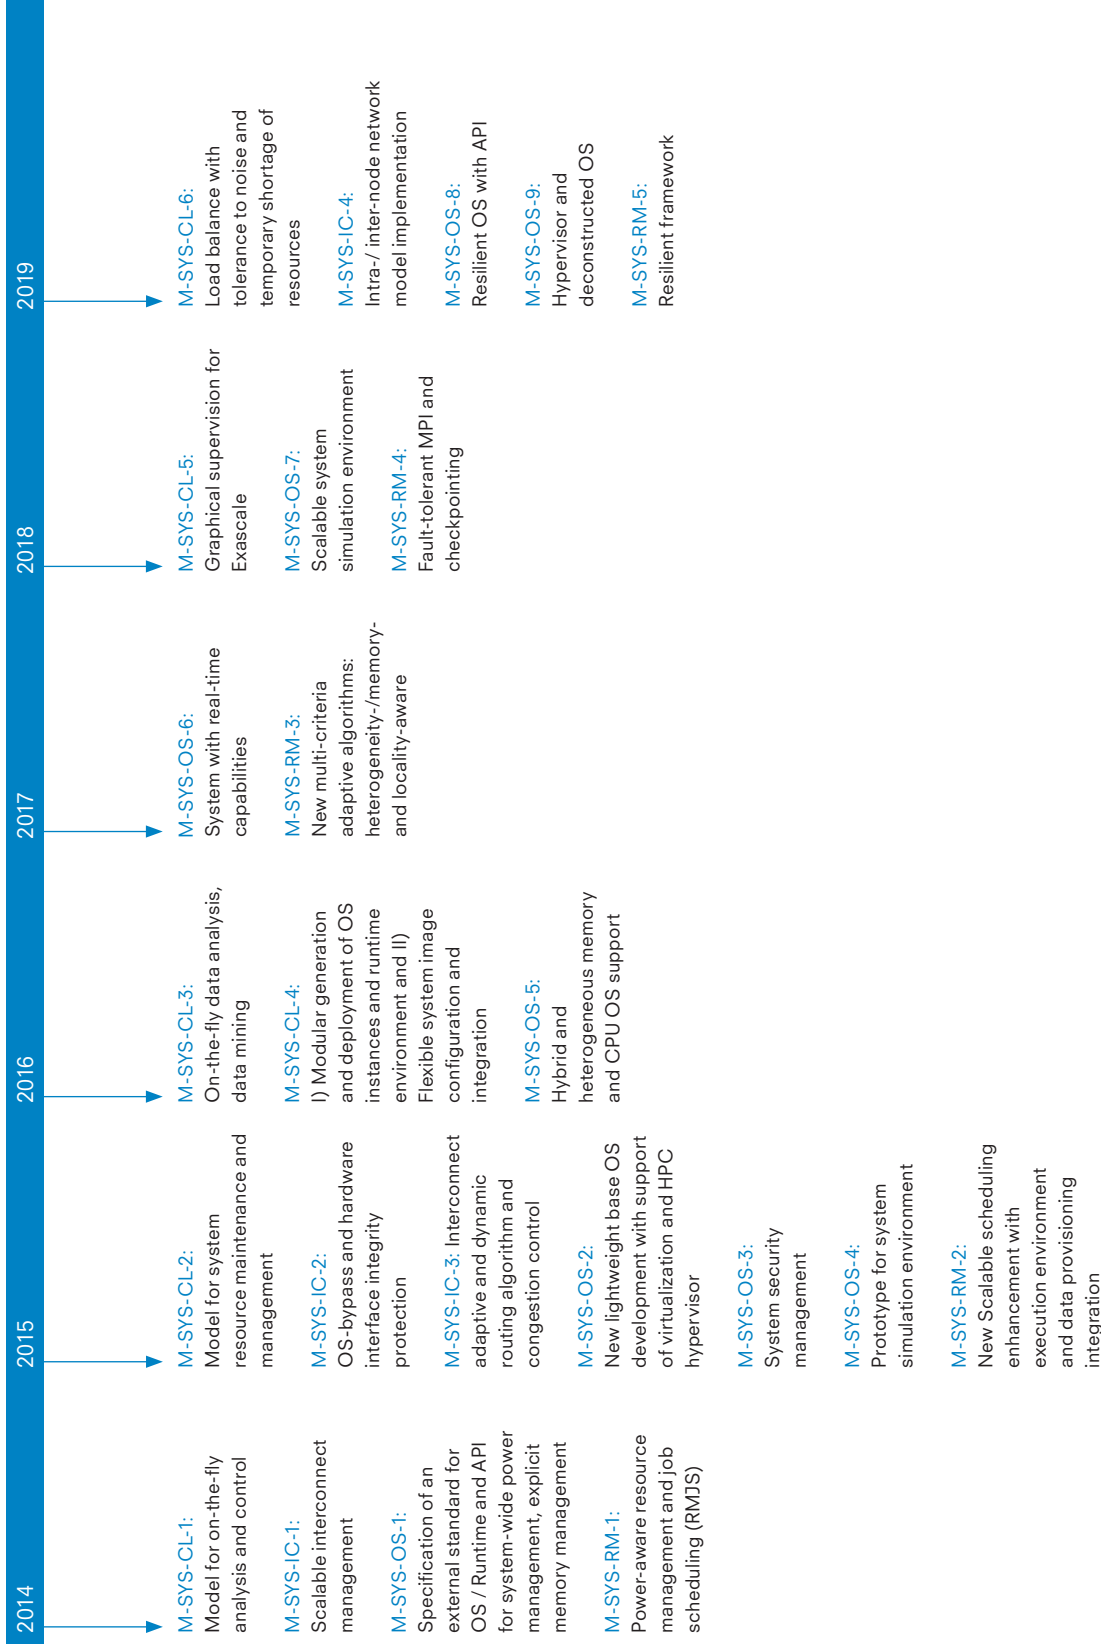 2014
M-SYS-CL-1:
Model for on-the-fly
analysis and control
M-SYS-IC-1:
Scalable interconnect
management
M-SYS-OS-1:
Specification of an
external standard for
OS / Runtime and API
for system-wide power
management, explicit
memory management
M-SYS-RM-1:
Power-aware resource
management and job
scheduling (RMJS)
2015
M-SYS-CL-2:
Model for system
resource maintenance and
management
M-SYS-IC-2:
OS-bypass and hardware
interface integrity
protection
M-SYS-IC-3: Interconnect
adaptive and dynamic
routing algorithm and
congestion control
M-SYS-OS-2:
New lightweight base OS
development with support
of virtualization and HPC
hypervisor
M-SYS-OS-3:
System security
management
M-SYS-OS-4:
Prototype for system
simulation environment
M-SYS-RM-2:
New Scalable scheduling
enhancement with
execution environment
and data provisioning
integration
2016
M-SYS-CL-3:
On-the-fly data analysis,
data mining
M-SYS-CL-4:
I) Modular generation
and deployment of OS
instances and runtime
environment and II)
Flexible system image
configuration and
integration
M-SYS-OS-5:
Hybrid and
heterogeneous memory
and CPU OS support
2017
M-SYS-OS-6:
System with real-time
capabilities
M-SYS-RM-3:
New multi-criteria
adaptive algorithms:
heterogeneity-/memory-
and locality-aware
2018
M-SYS-CL-5:
Graphical supervision for
Exascale
M-SYS-OS-7:
Scalable system
simulation environment
M-SYS-RM-4:
Fault-tolerant MPI and
checkpointing
2019
M-SYS-CL-6:
Load balance with
tolerance to noise and
temporary shortage of
resources
M-SYS-IC-4:
Intra-/ inter-node network
model implementation
M-SYS-OS-8:
Resilient OS with API
M-SYS-OS-9:
Hypervisor and
deconstructed OS
M-SYS-RM-5:
Resilient framework